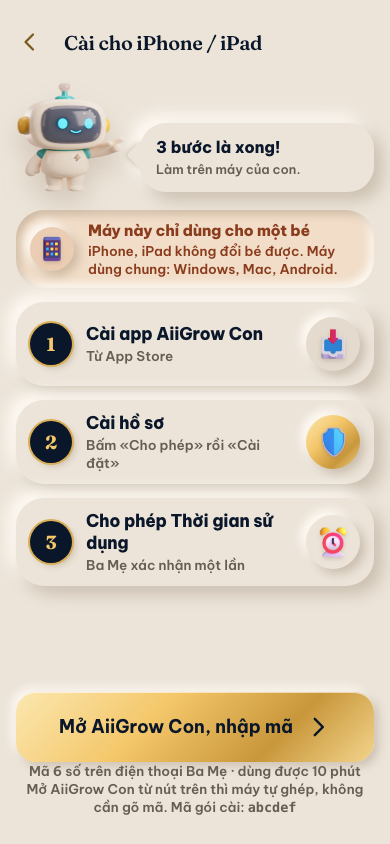 Cài cho iPhone / iPad
3 bước là xong!
Làm trên máy của con.
Máy này chỉ dùng cho một bé
iPhone, iPad không đổi bé được. Máy
dùng chung: Windows, Mac, Android.
1
Cài app AiiGrow Con
Từ App Store
2
Cài hồ sơ
Bấm «Cho phép» rồi «Cài
đặt»
3
Cho phép Thời gian sử
dụng
Ba Mẹ xác nhận một lần
Mở AiiGrow Con, nhập mã
Mã 6 số trên điện thoại Ba Mẹ · dùng được 10 phút
Mở AiiGrow Con từ nút trên thì máy tự ghép, không
cần gõ mã. Mã gói cài: abcdef